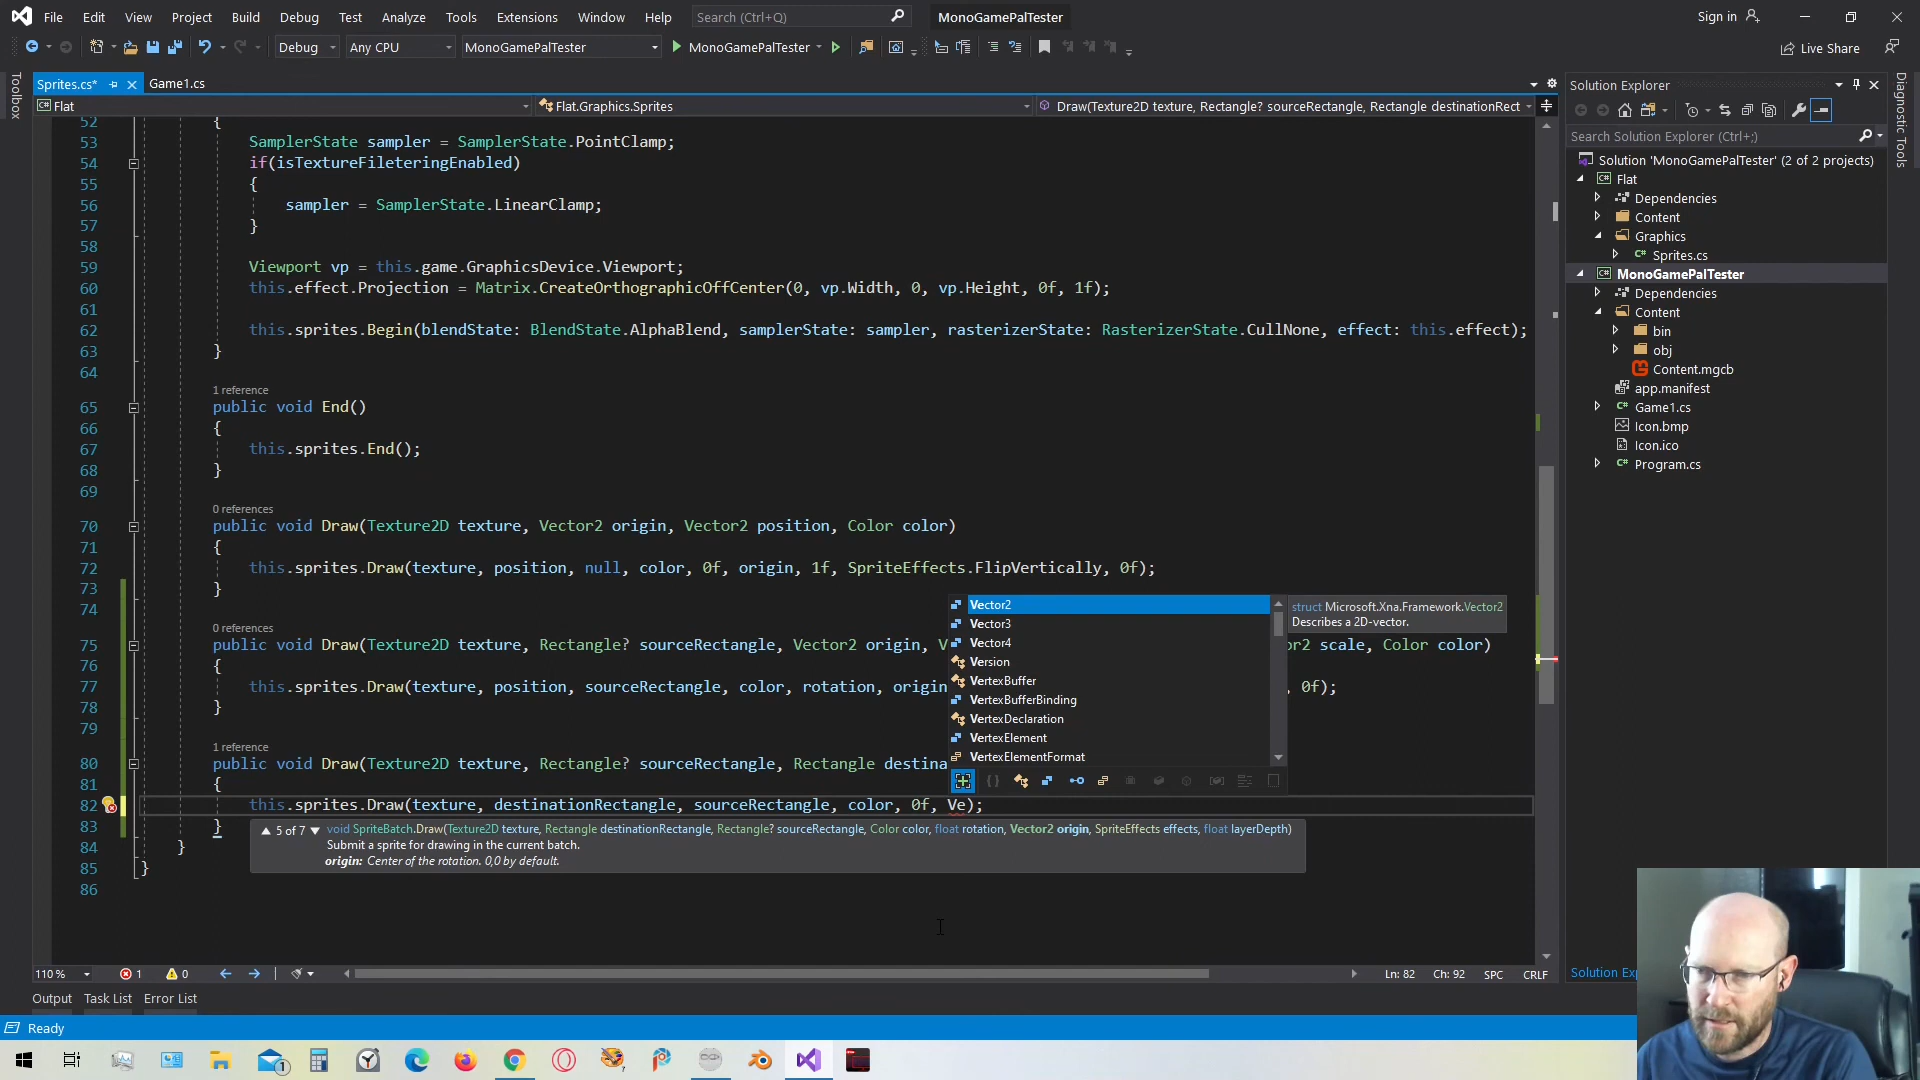 File Edit View Project Build Debug Test Analyze Tools Extensions Window Help Search (Ctrl+Q) MonoGamePalTester Sign in
Debug Any CPU MonoGamePalTester MonoGamePalTester Live Share
Toolbox
Sprites.cs* Game1.cs
Flat Flat.Graphics.Sprites Draw(Texture2D texture, Rectangle? sourceRectangle, Rectangle destinationRect
52 {
53 SamplerState sampler = SamplerState.PointClamp;
54 if(isTextureFileteringEnabled)
55 {
56 sampler = SamplerState.LinearClamp;
57 }
58
59 Viewport vp = this.game.GraphicsDevice.Viewport;
60 this.effect.Projection = Matrix.CreateOrthographicOffCenter(0, vp.Width, 0, vp.Height, 0f, 1f);
61
62 this.sprites.Begin(blendState: BlendState.AlphaBlend, samplerState: sampler, rasterizerState: RasterizerState.CullNone, effect: this.effect);
63 }
64
1 reference
65 public void End()
66 {
67 this.sprites.End();
68 }
69
0 references
70 public void Draw(Texture2D texture, Vector2 origin, Vector2 position, Color color)
71 {
72 this.sprites.Draw(texture, position, null, color, 0f, origin, 1f, SpriteEffects.FlipVertically, 0f);
73 }
74
0 references
75 public void Draw(Texture2D texture, Rectangle? sourceRectangle, Vector2 origin, V or2 scale, Color color)
76 {
77 this.sprites.Draw(texture, position, sourceRectangle, color, rotation, origin , 0f);
78 }
79
1 reference
80 public void Draw(Texture2D texture, Rectangle? sourceRectangle, Rectangle destina
81 {
82 this.sprites.Draw(texture, destinationRectangle, sourceRectangle, color, 0f, Ve);
83 }
84 }
85 }
86
Vector2
Vector3
Vector4
Version
VertexBuffer
VertexBufferBinding
VertexDeclaration
VertexElement
VertexElementFormat
struct Microsoft.Xna.Framework.Vector2
Describes a 2D-vector.
▲ 5 of 7 ▼ void SpriteBatch.Draw(Texture2D texture, Rectangle destinationRectangle, Rectangle? sourceRectangle, Color color, float rotation, Vector2 origin, SpriteEffects effects, float layerDepth)
Submit a sprite for drawing in the current batch.
origin: Center of the rotation. 0,0 by default.
110 % 1 0 Ln: 82 Ch: 92 SPC CRLF
Output Task List Error List
Ready
Solution Explorer
Search Solution Explorer (Ctrl+;)
Solution 'MonoGamePalTester' (2 of 2 projects)
Flat
Dependencies
Content
Graphics
Sprites.cs
MonoGamePalTester
Dependencies
Content
bin
obj
Content.mgcb
app.manifest
Game1.cs
Icon.bmp
Icon.ico
Program.cs
Solution Exp
Diagnostic Tools